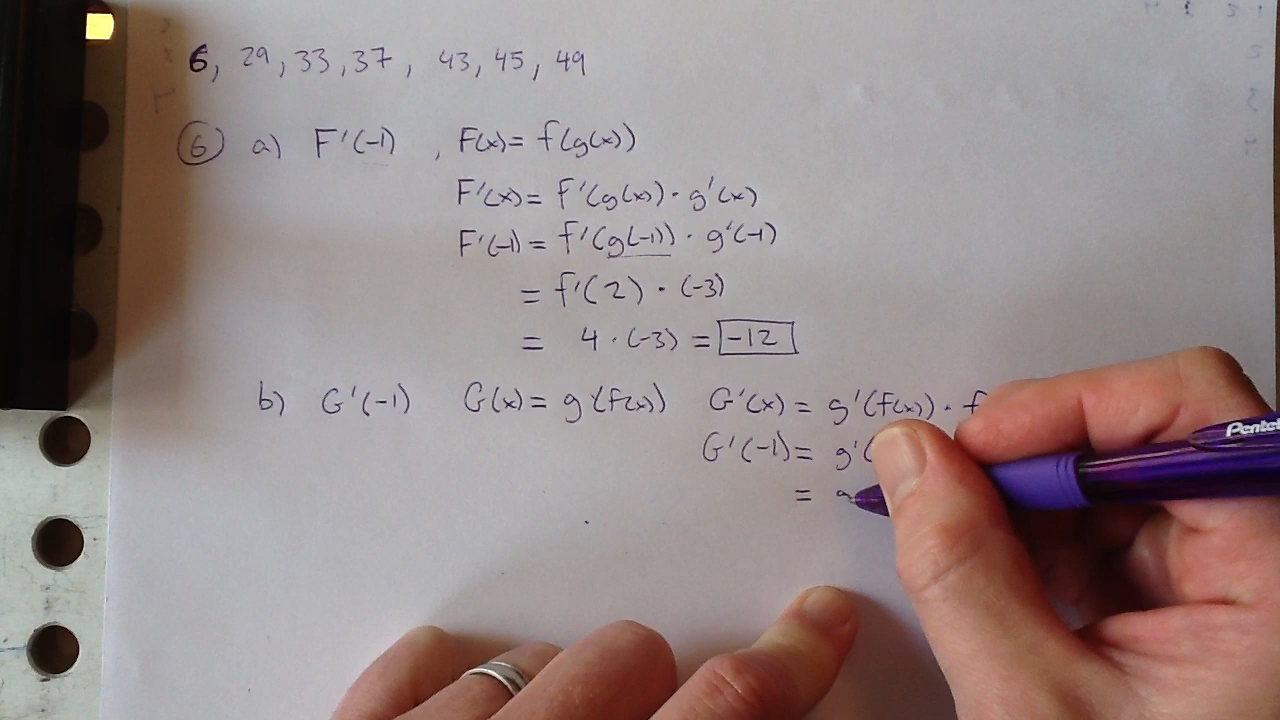 6, 29, 33, 37, 43, 45, 49
6 a) F'(-1) , F(x) = f(g(x))
F'(x) = f'(g(x)) · g'(x)
F'(-1) = f'(g(-1)) · g'(-1)
= f'(2) · (-3)
= 4 · (-3) = -12
b) G'(-1) G(x) = g(f(x)) G'(x) = g'(f(x)) · f
G'(-1) = g'(
=
Pentel